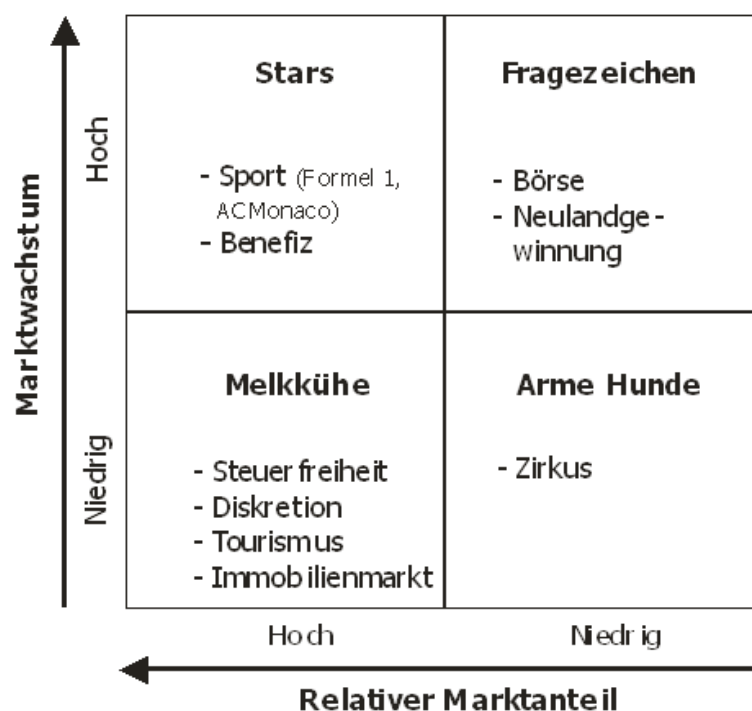 Marktwachstum
Hoch
Niedrig
Stars
- Sport (Formel 1,
ACMonaco)
- Benefiz
Fragezeichen
- Börse
- Neulandge-
winnung
Melkkühe
- Steuerfreiheit
- Diskretion
- Tourismus
- Immobilienmarkt
Arme Hunde
- Zirkus
Hoch
Niedrig
Relativer Marktanteil